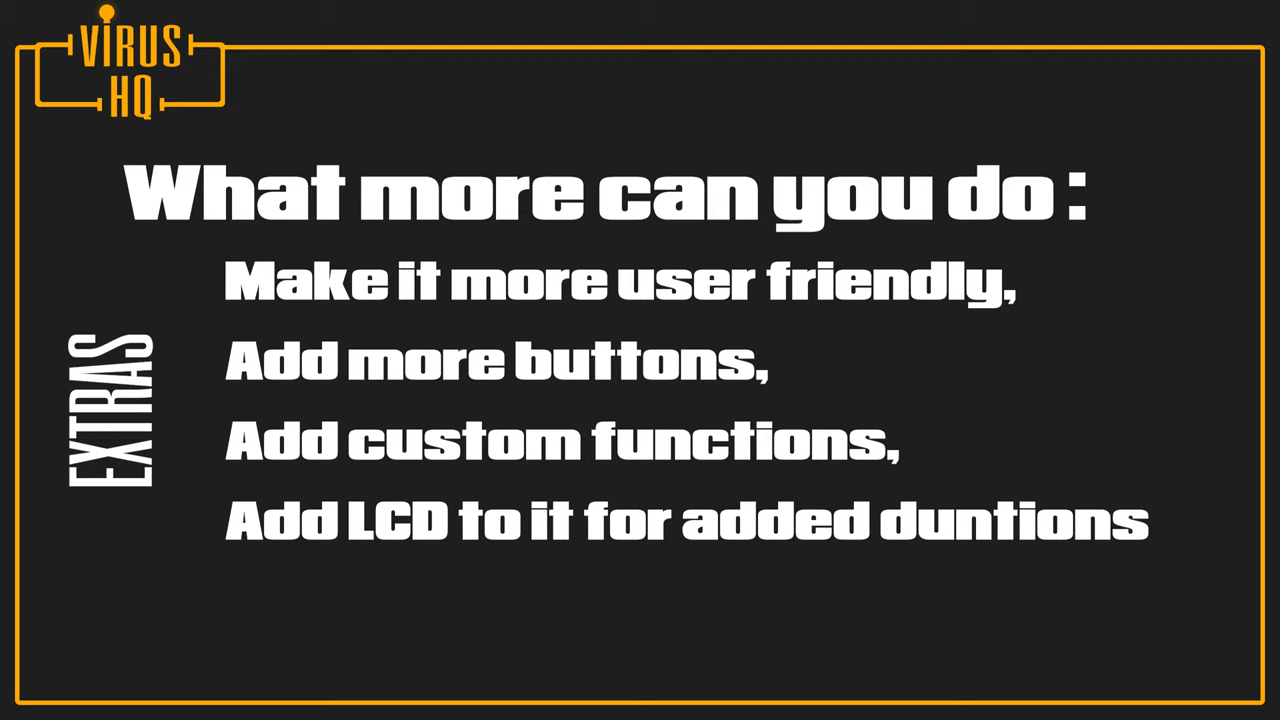 ViRUS
HQ
What more can you do :
Make it more user friendly,
Add more buttons,
Add custom functions,
Add LCD to it for added duntions
EXTRAS